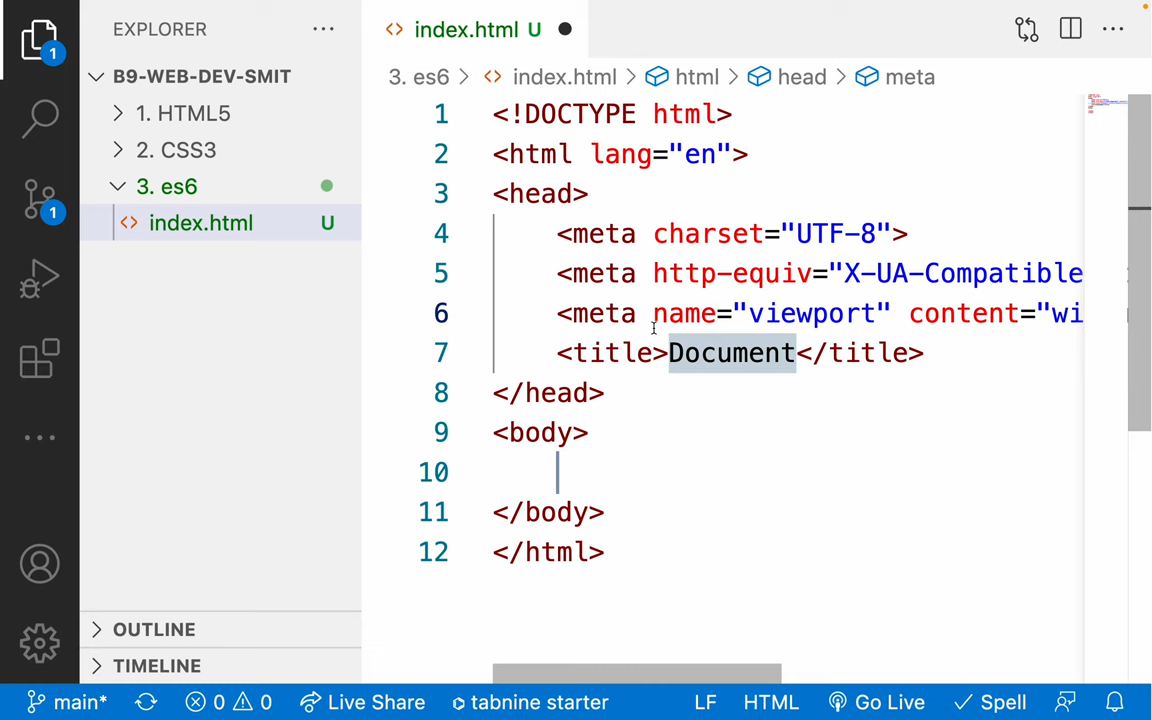 EXPLORER
index.html U
1
B9-WEB-DEV-SMIT
1. HTML5
2. CSS3
3. es6
index.html U
1
3. es6 > index.html > html > head > meta
1 <!DOCTYPE html>
2 <html lang="en">
3 <head>
4 <meta charset="UTF-8">
5 <meta http-equiv="X-UA-Compatible
6 <meta name="viewport" content="wi
7 <title>Document</title>
8 </head>
9 <body>
10
11 </body>
12 </html>
OUTLINE
TIMELINE
main* 0 0 Live Share tabnine starter LF HTML Go Live Spell